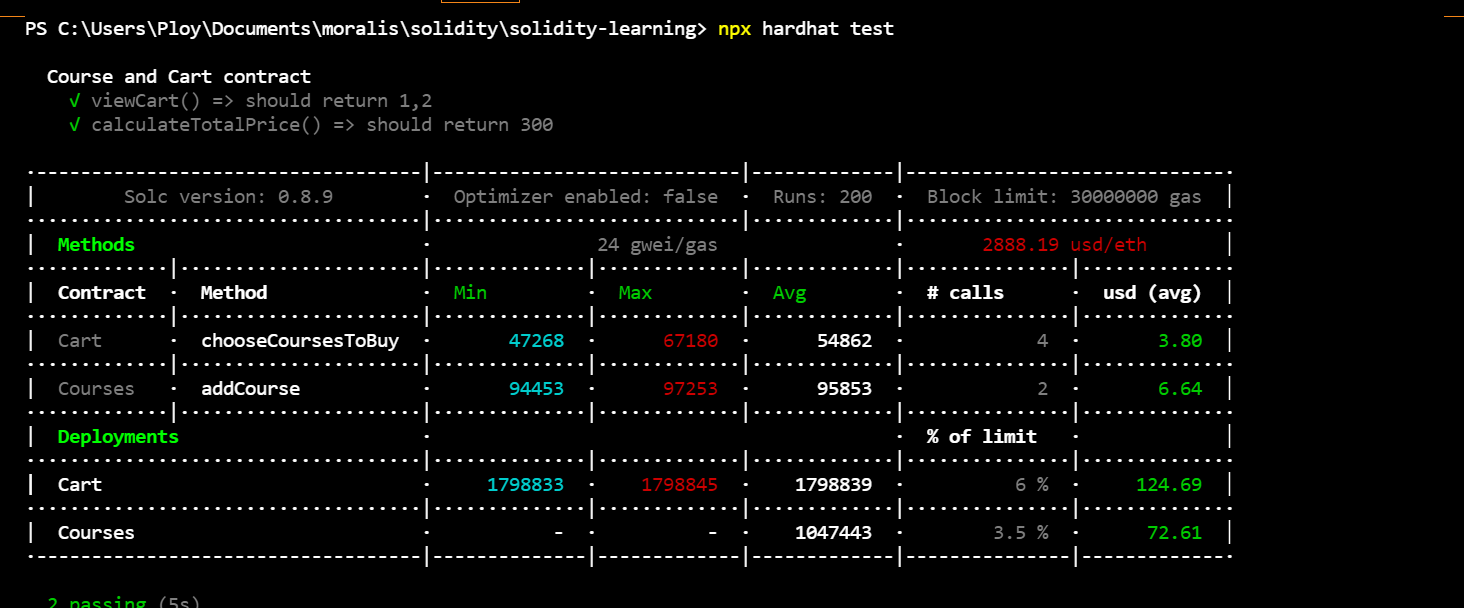 PS C:\Users\Ploy\Documents\moralis\solidity\solidity-learning> npx hardhat test
Course and Cart contract
√ viewCart() => should return 1,2
√ calculateTotalPrice() => should return 300
Solc version: 0.8.9 · Optimizer enabled: false · Runs: 200 · Block limit: 30000000 gas
Methods · 24 gwei/gas · 2888.19 usd/eth
Contract · Method · Min · Max · Avg · # calls · usd (avg)
Cart · chooseCoursesToBuy · 47268 · 67180 · 54862 · 4 · 3.80
Courses · addCourse · 94453 · 97253 · 95853 · 2 · 6.64
Deployments · · % of limit ·
Cart · 1798833 · 1798845 · 1798839 · 6 % · 124.69
Courses · - · - · 1047443 · 3.5 % · 72.61
2 passing (5s)